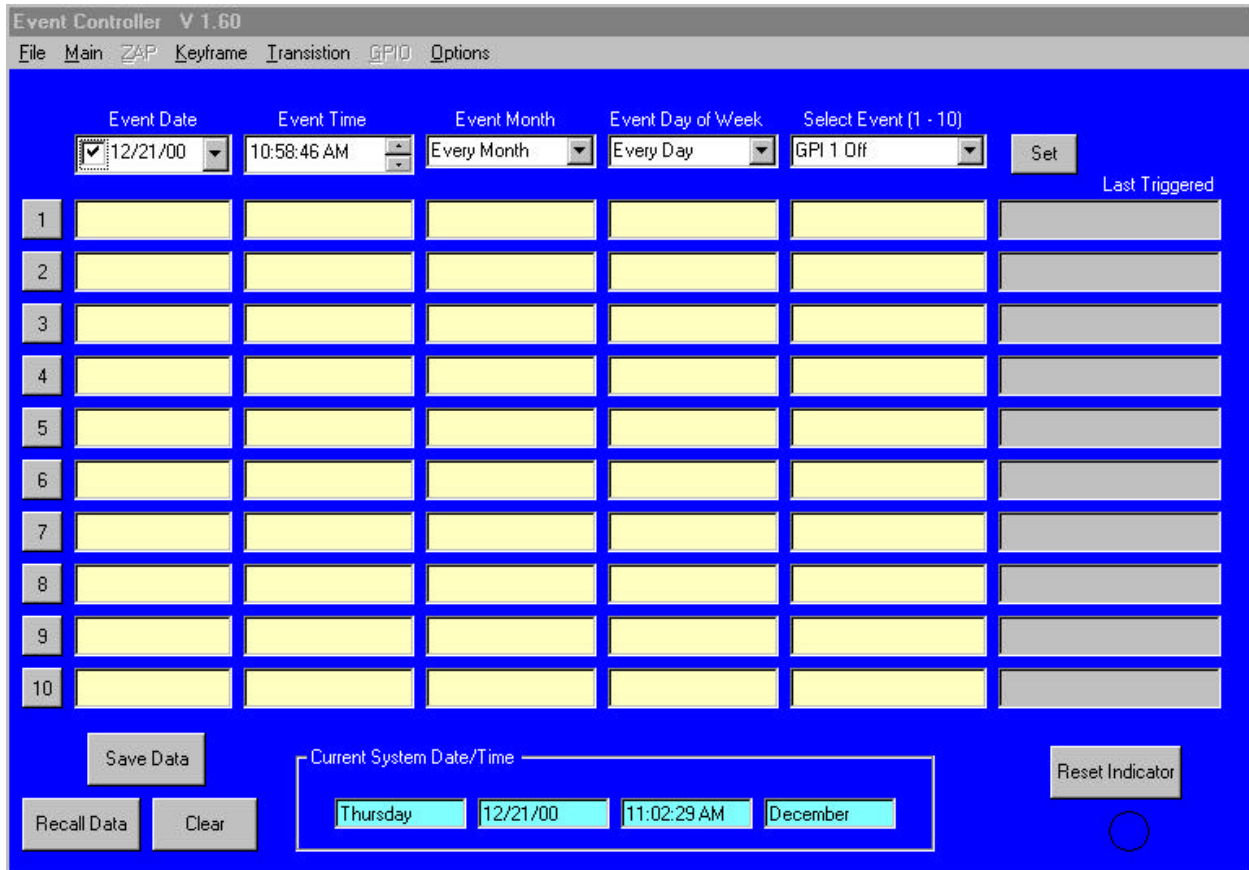 Event Controller V 1.60
File Main ZAP Keyframe Transistion GPIO Options
Event Date Event Time Event Month Event Day of Week Select Event (1 - 10)
12/21/00 10:58:46 AM Every Month Every Day GPI 1 Off Set
Last Triggered
1
2
3
4
5
6
7
8
9
10
Save Data
Current System Date/Time
Reset Indicator
Recall Data Clear
Thursday 12/21/00 11:02:29 AM December